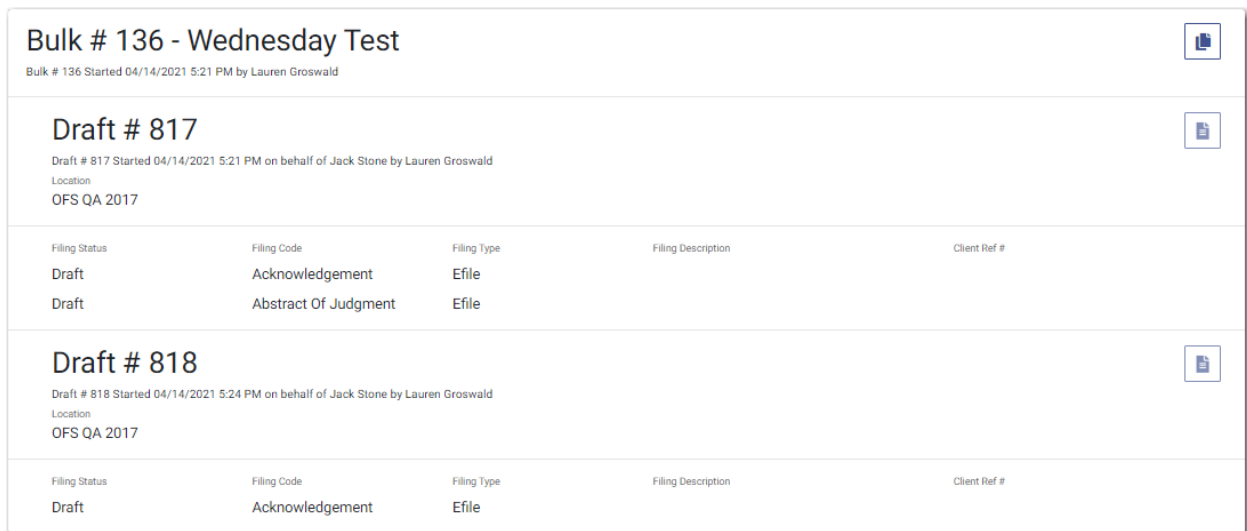 Bulk # 136 - Wednesday Test
Bulk # 136 Started 04/14/2021 5:21 PM by Lauren Groswald
Draft # 817
Draft # 817 Started 04/14/2021 5:21 PM on behalf of Jack Stone by Lauren Groswald
Location
OFS QA 2017
Filing Status Filing Code Filing Type Filing Description Client Ref #
Draft Acknowledgement Efile
Draft Abstract Of Judgment Efile
Draft # 818
Draft # 818 Started 04/14/2021 5:24 PM on behalf of Jack Stone by Lauren Groswald
Location
OFS QA 2017
Filing Status Filing Code Filing Type Filing Description Client Ref #
Draft Acknowledgement Efile